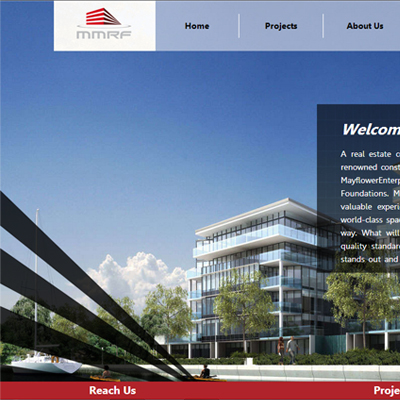 MMRF
Home
Projects
About Us
Welcom
A real estate c
renowned const
MayflowerEnterp
Foundations. M
valuable experi
world-class spac
way. What will
quality standar
stands out and
Reach Us
Proje